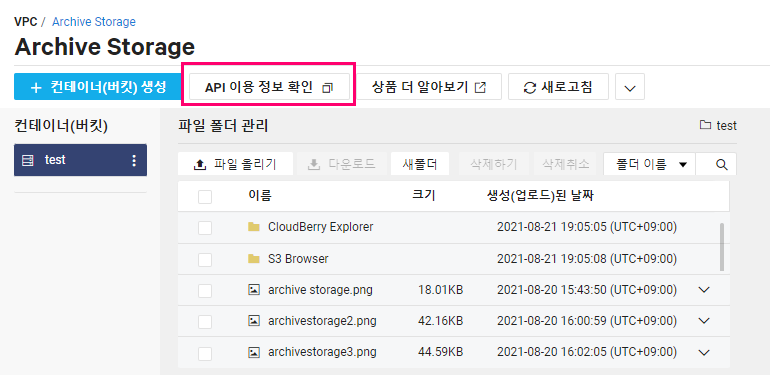 VPC / Archive Storage
Archive Storage
+ 컨테이너(버킷) 생성 API 이용 정보 확인 상품 더 알아보기 새로고침
컨테이너(버킷)
test
파일 폴더 관리 test
파일 올리기 다운로드 새폴더 삭제하기 삭제취소 폴더 이름
이름 크기 생성(업로드)된 날짜
CloudBerry Explorer 2021-08-21 19:05:05 (UTC+09:00)
S3 Browser 2021-08-21 19:05:08 (UTC+09:00)
archive storage.png 18.01KB 2021-08-20 15:43:50 (UTC+09:00)
archivestorage2.png 42.16KB 2021-08-20 16:00:59 (UTC+09:00)
archivestorage3.png 44.59KB 2021-08-20 16:02:05 (UTC+09:00)